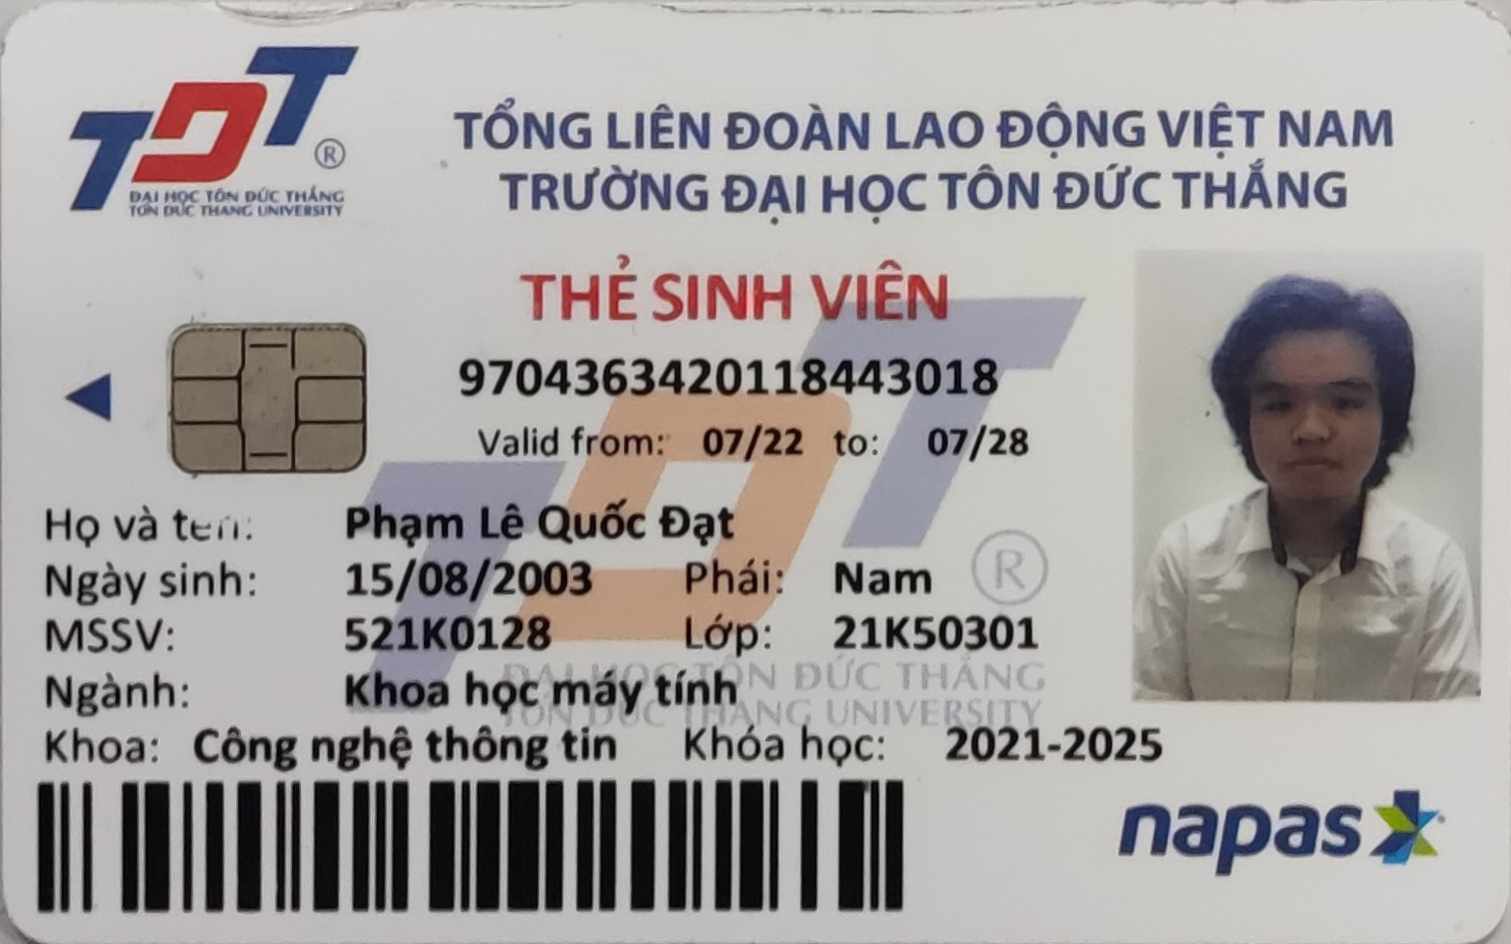 TDT®
ĐẠI HỌC TÔN ĐỨC THẮNG
TON DUC THANG UNIVERSITY
TỔNG LIÊN ĐOÀN LAO ĐỘNG VIỆT NAM
TRƯỜNG ĐẠI HỌC TÔN ĐỨC THẮNG
THẺ SINH VIÊN
9704363420118443018
Valid from: 07/22 to: 07/28
Họ và tên: Phạm Lê Quốc Đạt
Ngày sinh: 15/08/2003 Phái: Nam
MSSV: 521K0128 Lớp: 21K50301
Ngành: Khoa học máy tính
Khoa: Công nghệ thông tin Khóa học: 2021-2025
TDT®
ĐẠI HỌC TÔN ĐỨC THẮNG
TON DUC THANG UNIVERSITY
napas